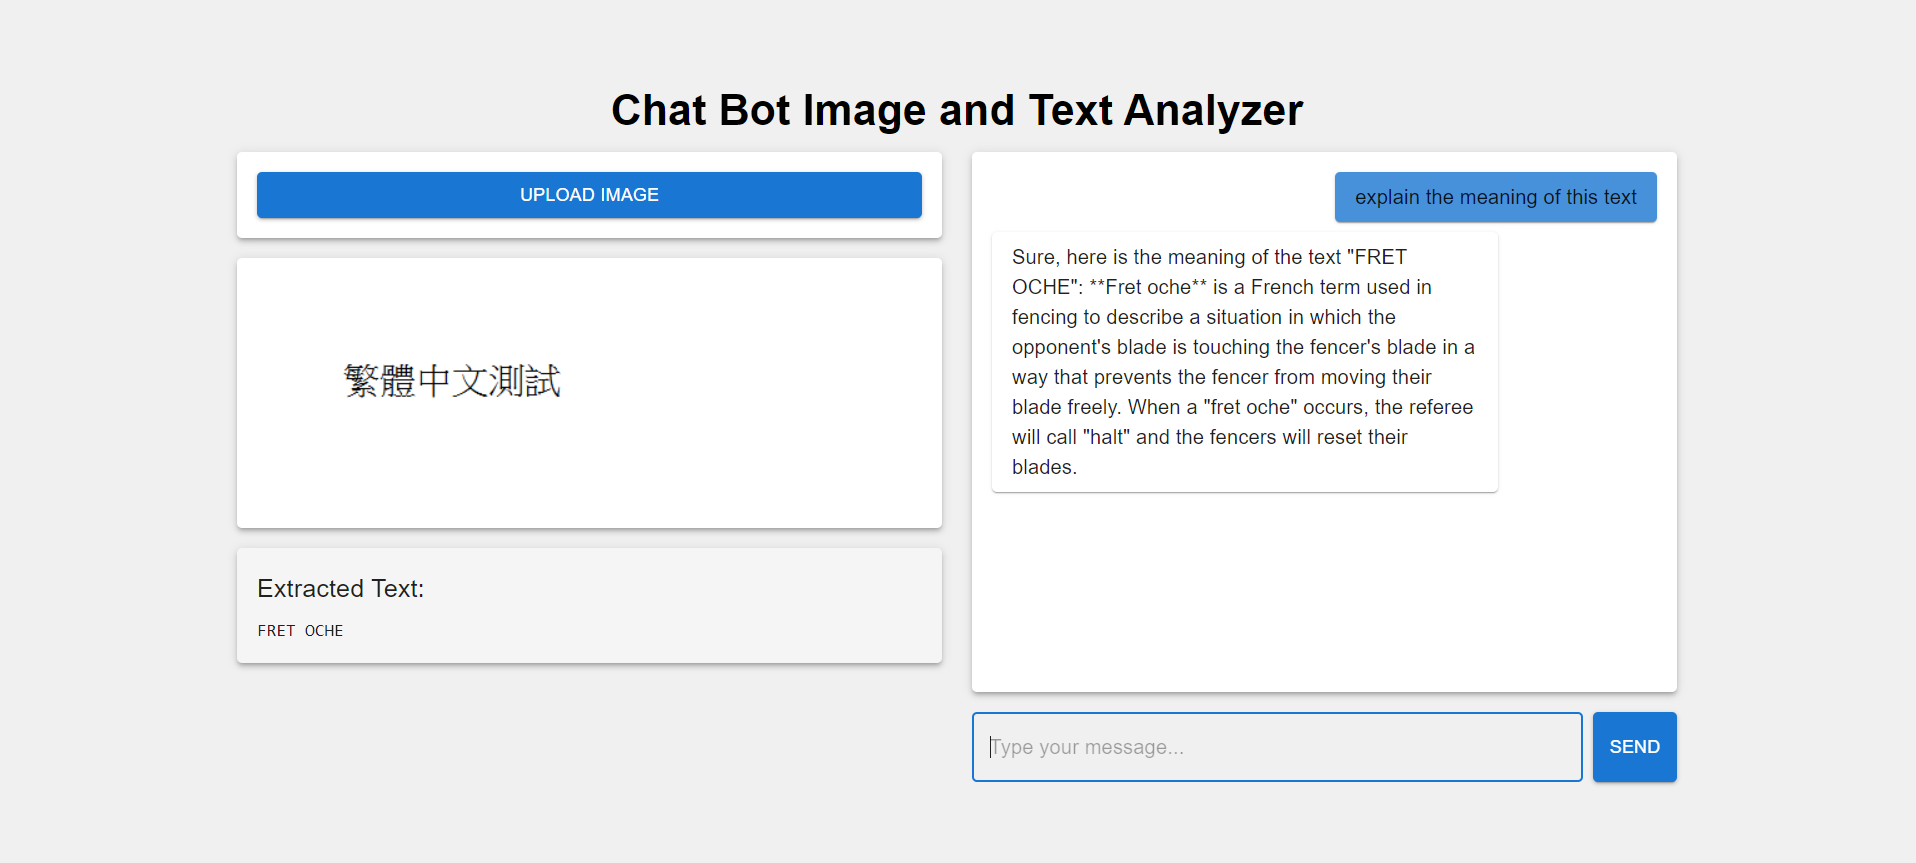 Chat Bot Image and Text Analyzer
UPLOAD IMAGE
繁體中文測試
Extracted Text:
FRET OCHE
explain the meaning of this text
Sure, here is the meaning of the text "FRET
OCHE": **Fret oche** is a French term used in
fencing to describe a situation in which the
opponent's blade is touching the fencer's blade in a
way that prevents the fencer from moving their
blade freely. When a "fret oche" occurs, the referee
will call "halt" and the fencers will reset their
blades.
Type your message...
SEND